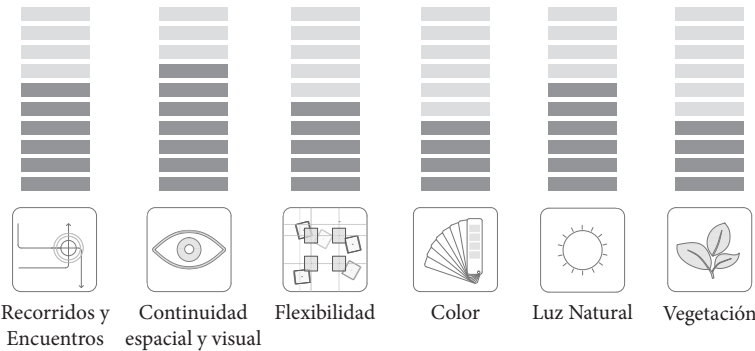 Recorridos y Encuentros
Continuidad espacial y visual
Flexibilidad
Color
Luz Natural
Vegetación